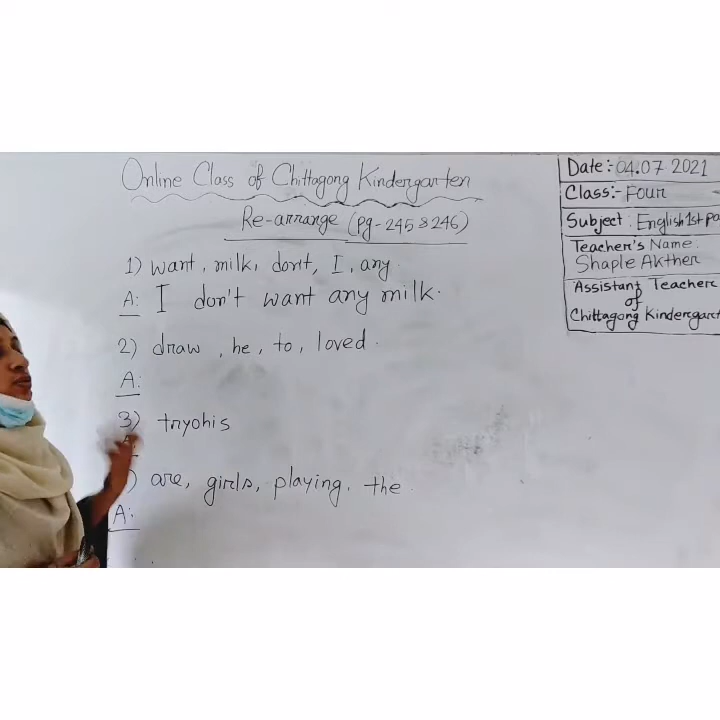 Online Class of Chittagong Kindergarten
Re-arrange (pg-245 & 246)
1) want, milk, don't, I, any.
A: I don't want any milk.
2) draw, he, to, loved.
A:
3) tryohis
) are, girls, playing, the.
A:
Date:- 04.07 2021
Class:- Four
Subject: English 1st pa
Teacher's Name:
Shaple Akther
Assistant Teacher
of
Chittagong Kindergart